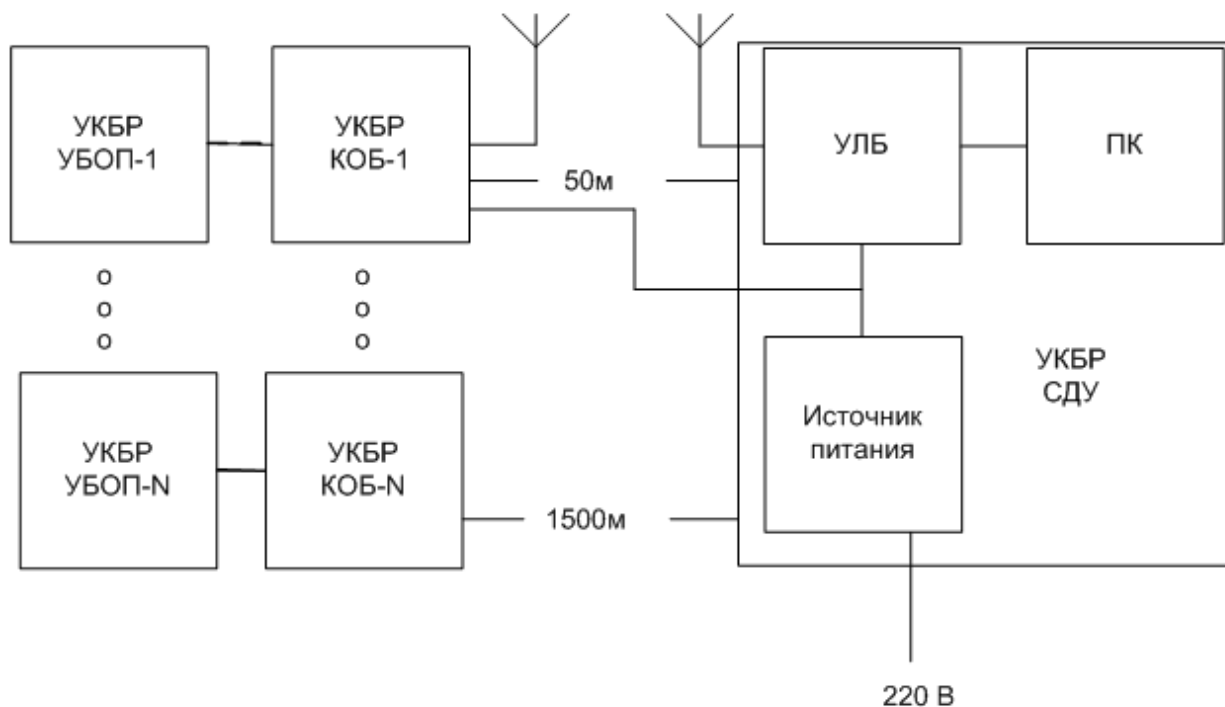 УКБР
УБОП-1
УКБР
КОБ-1
УЛБ
ПК
50м
о
о
о
о
о
о
УКБР
СДУ
УКБР
УБОП-N
УКБР
КОБ-N
Источник
питания
1500м
220 В